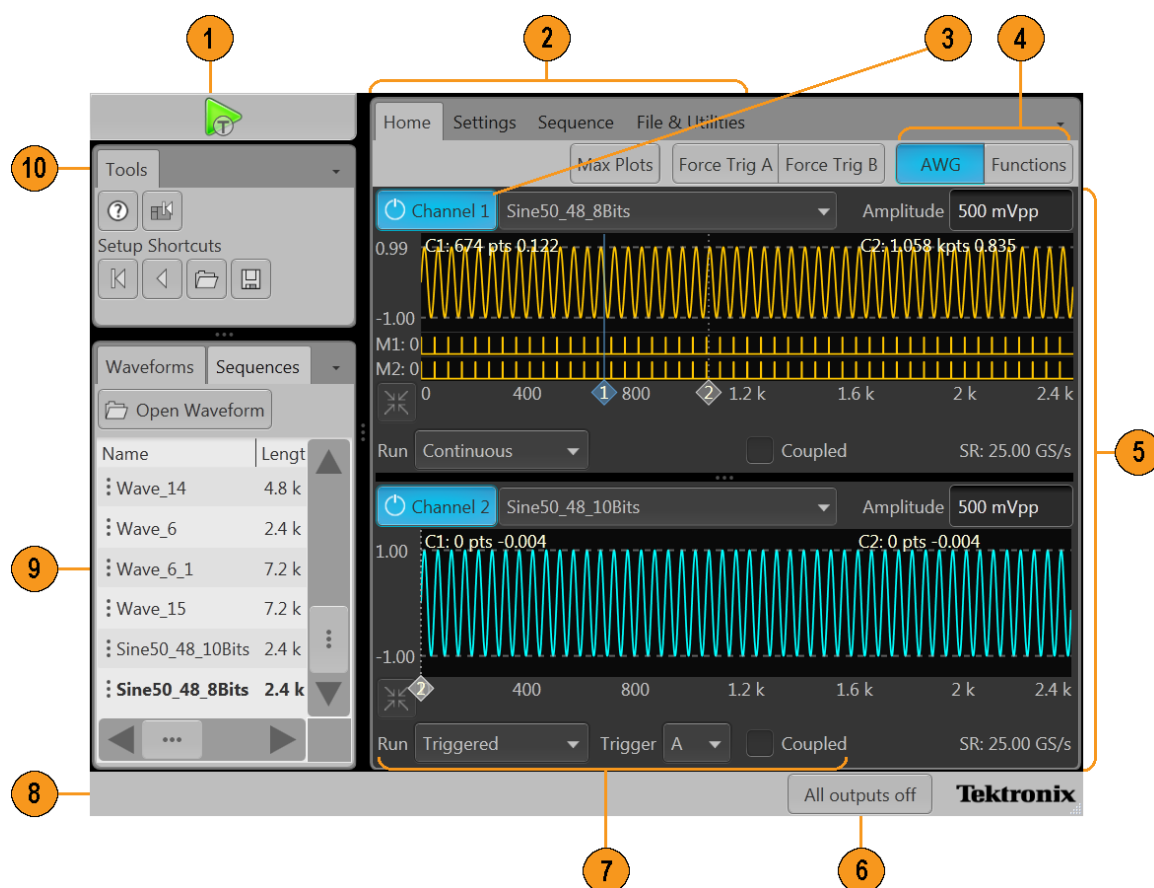 1
2
3
4
T
Home Settings Sequence File & Utilities
10
Tools
Max Plots Force Trig A Force Trig B AWG Functions
?
Setup Shortcuts
Channel 1 Sine50_48_8Bits Amplitude 500 mVpp
0.99 C1: 674 pts 0.122 C2: 1.058 kpts 0.835
-1.00
M1: 0
M2: 0
0 400 1 800 2 1.2 k 1.6 k 2 k 2.4 k
Run Continuous Coupled SR: 25.00 GS/s
5
Waveforms Sequences
Open Waveform
Name Lengt
Wave_14 4.8 k
Wave_6 2.4 k
Wave_6_1 7.2 k
Wave_15 7.2 k
Sine50_48_10Bits 2.4 k
Sine50_48_8Bits 2.4 k
9
Channel 2 Sine50_48_10Bits Amplitude 500 mVpp
1.00 C1: 0 pts -0.004 C2: 0 pts -0.004
-1.00
2 400 800 1.2 k 1.6 k 2 k 2.4 k
Run Triggered Trigger A Coupled SR: 25.00 GS/s
8
All outputs off Tektronix
7
6